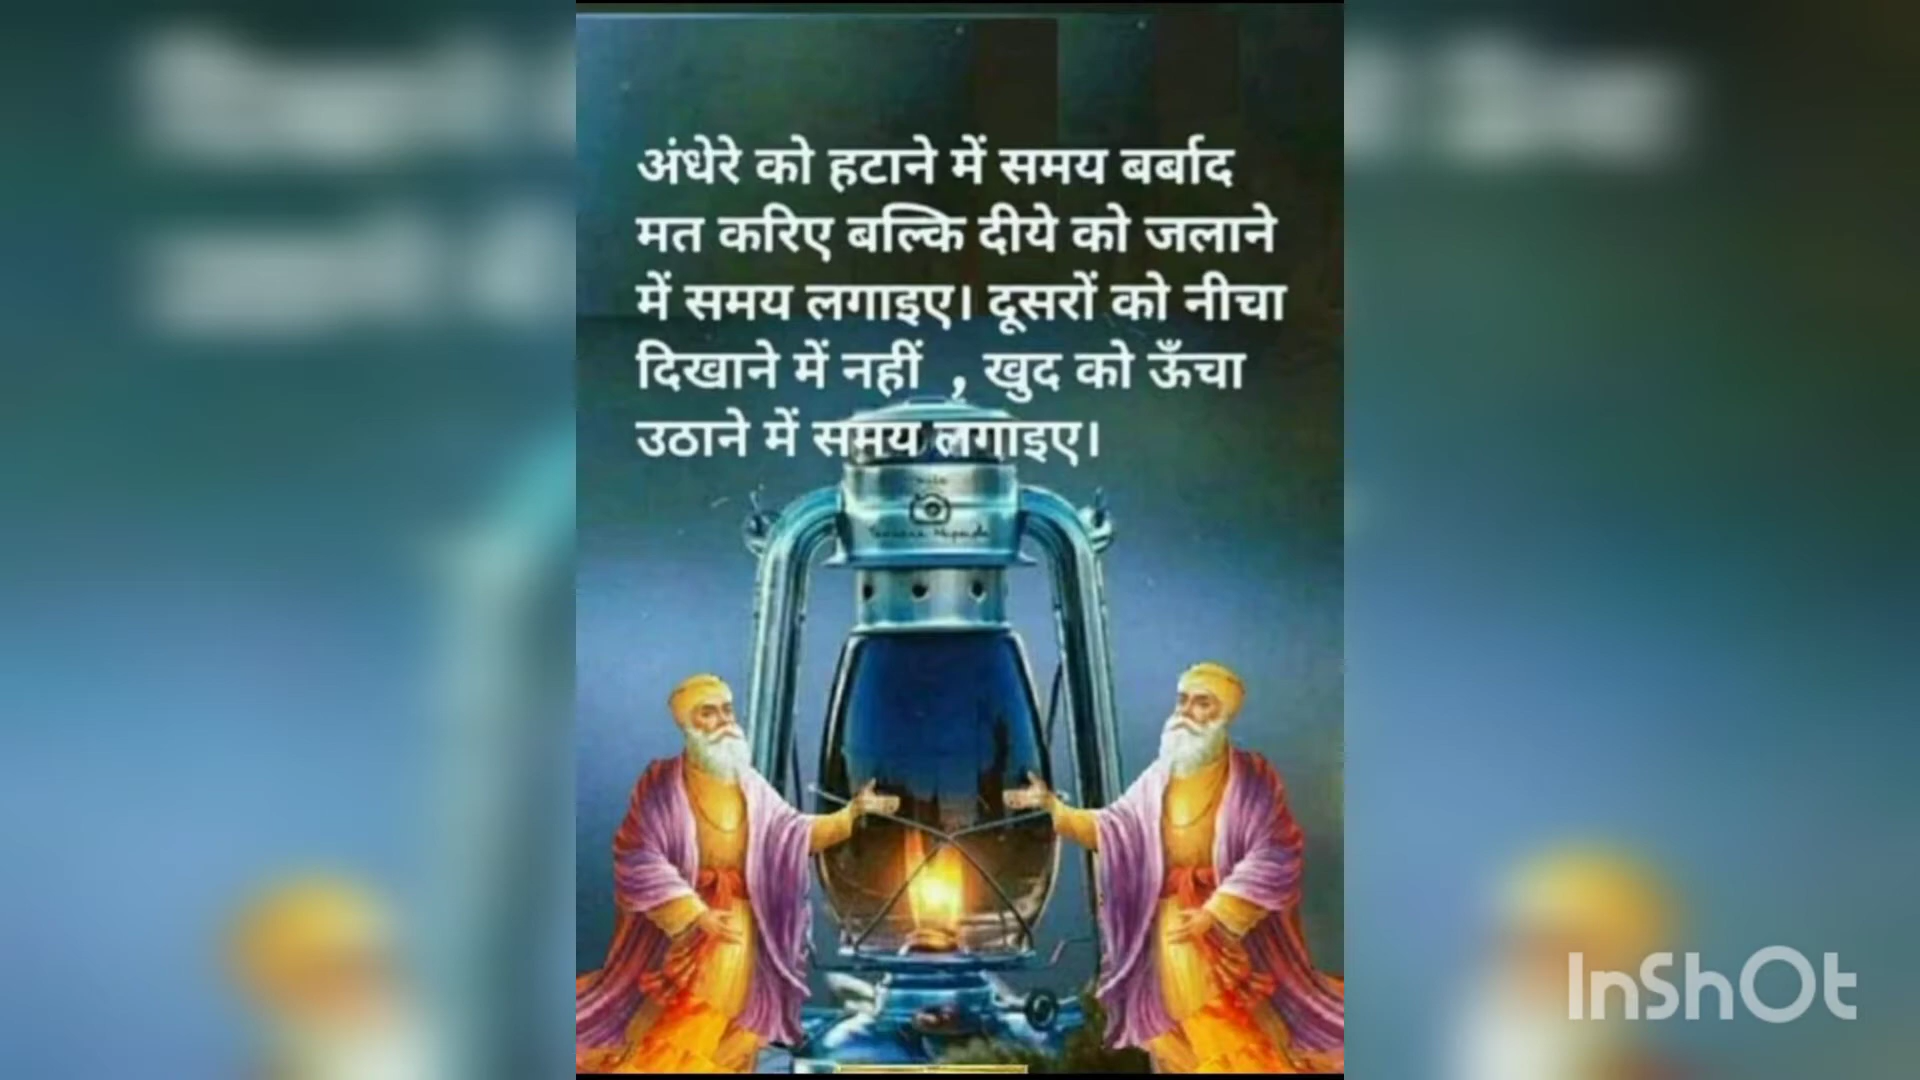 अंधेरे को हटाने में समय बर्बाद
मत करिए बल्कि दीये को जलाने
में समय लगाइए। दूसरों को नीचा
दिखाने में नहीं , खुद को ऊँचा
उठाने में समय लगाइए।
InShOt